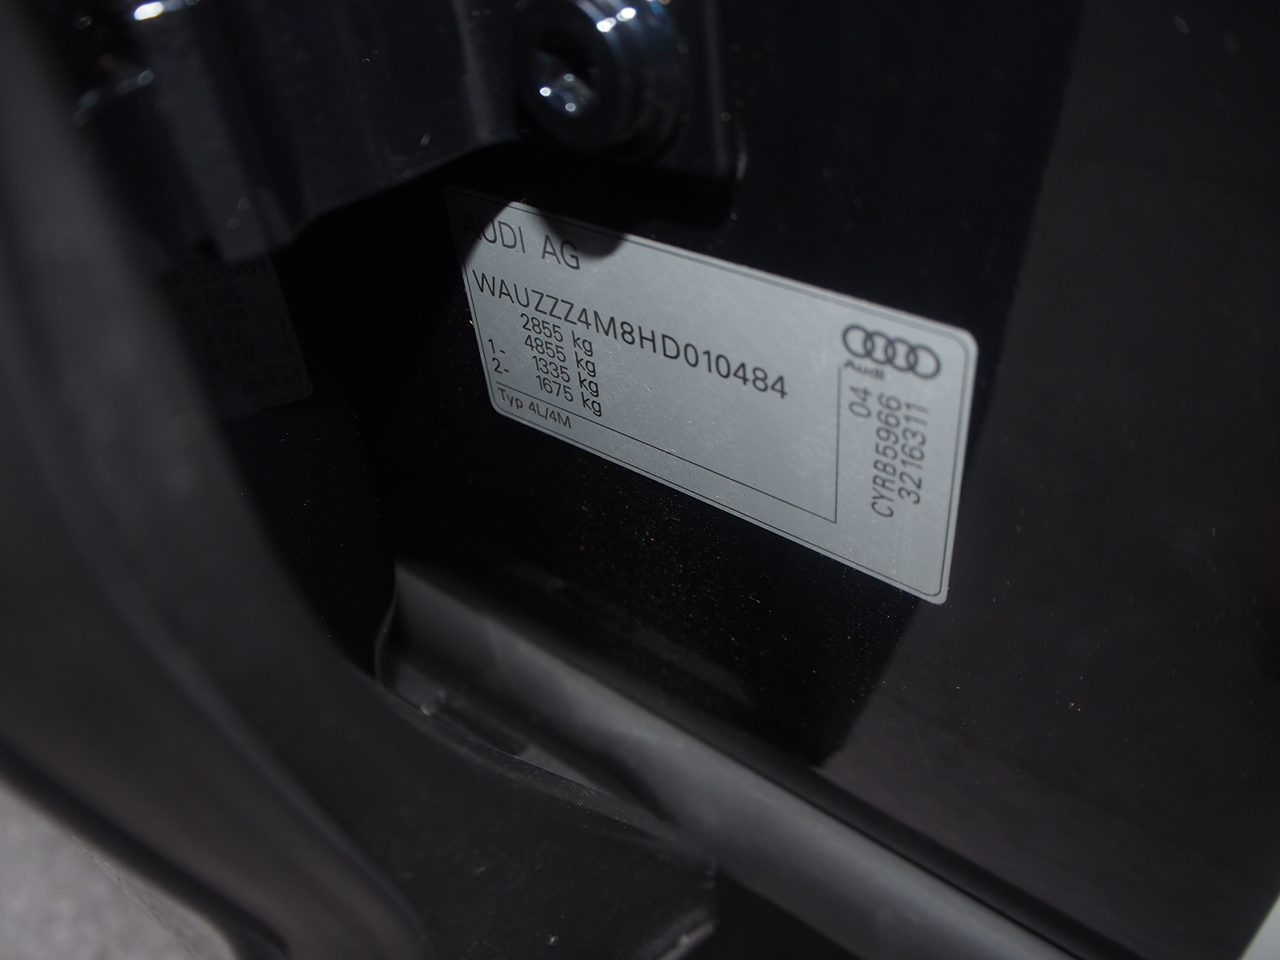 AUDI AG
WAUZZZ4M8HD010484
2855 kg
1- 4855 kg
2- 1335 kg
1675 kg
Typ 4L/4M
Audi
04
CYRB5966
3216311